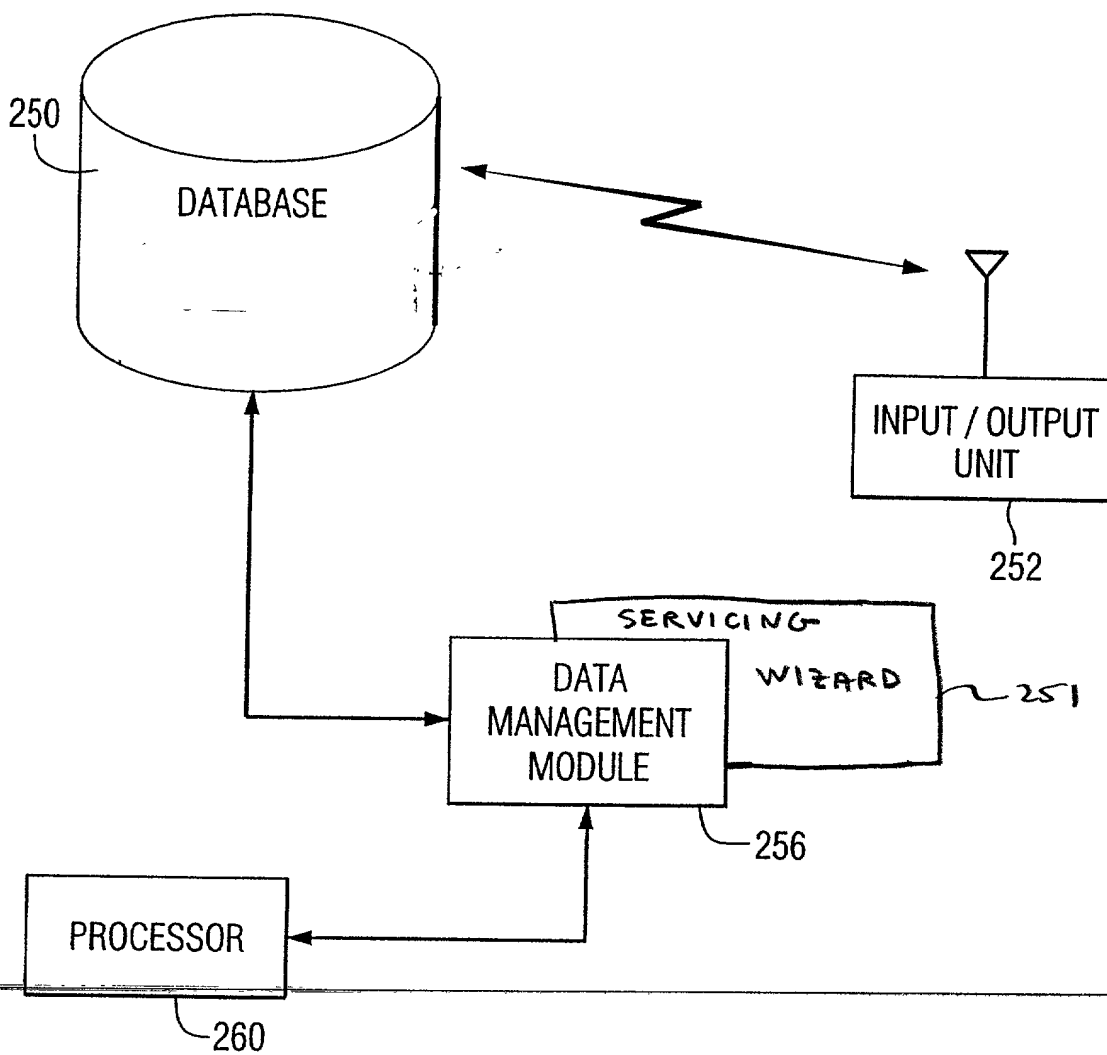 250
DATABASE
INPUT / OUTPUT
UNIT
252
SERVICING
WIZARD
251
DATA
MANAGEMENT
MODULE
256
PROCESSOR
260